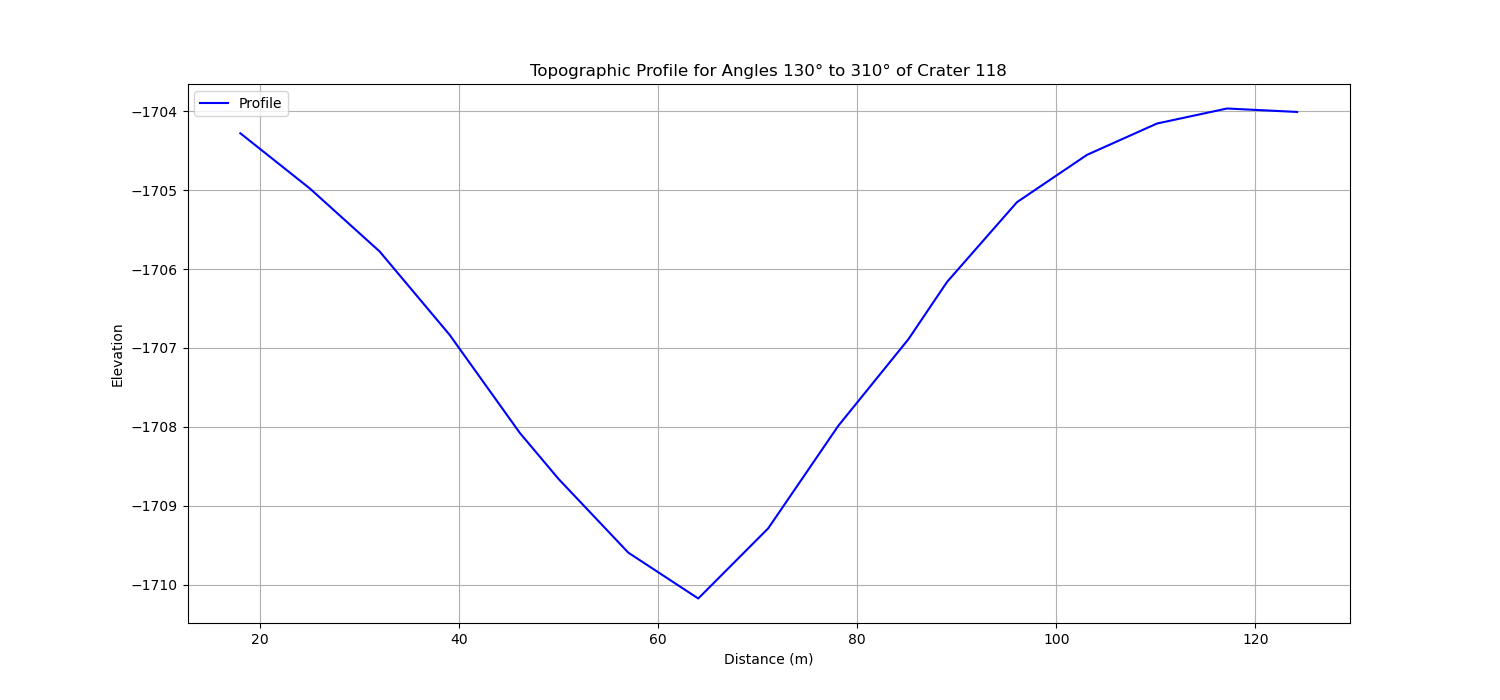 Topographic Profile for Angles 130° to 310° of Crater 118
Profile
−1704
−1705
−1706
−1707
−1708
−1709
−1710
Elevation
20 40 60 80 100 120
Distance (m)